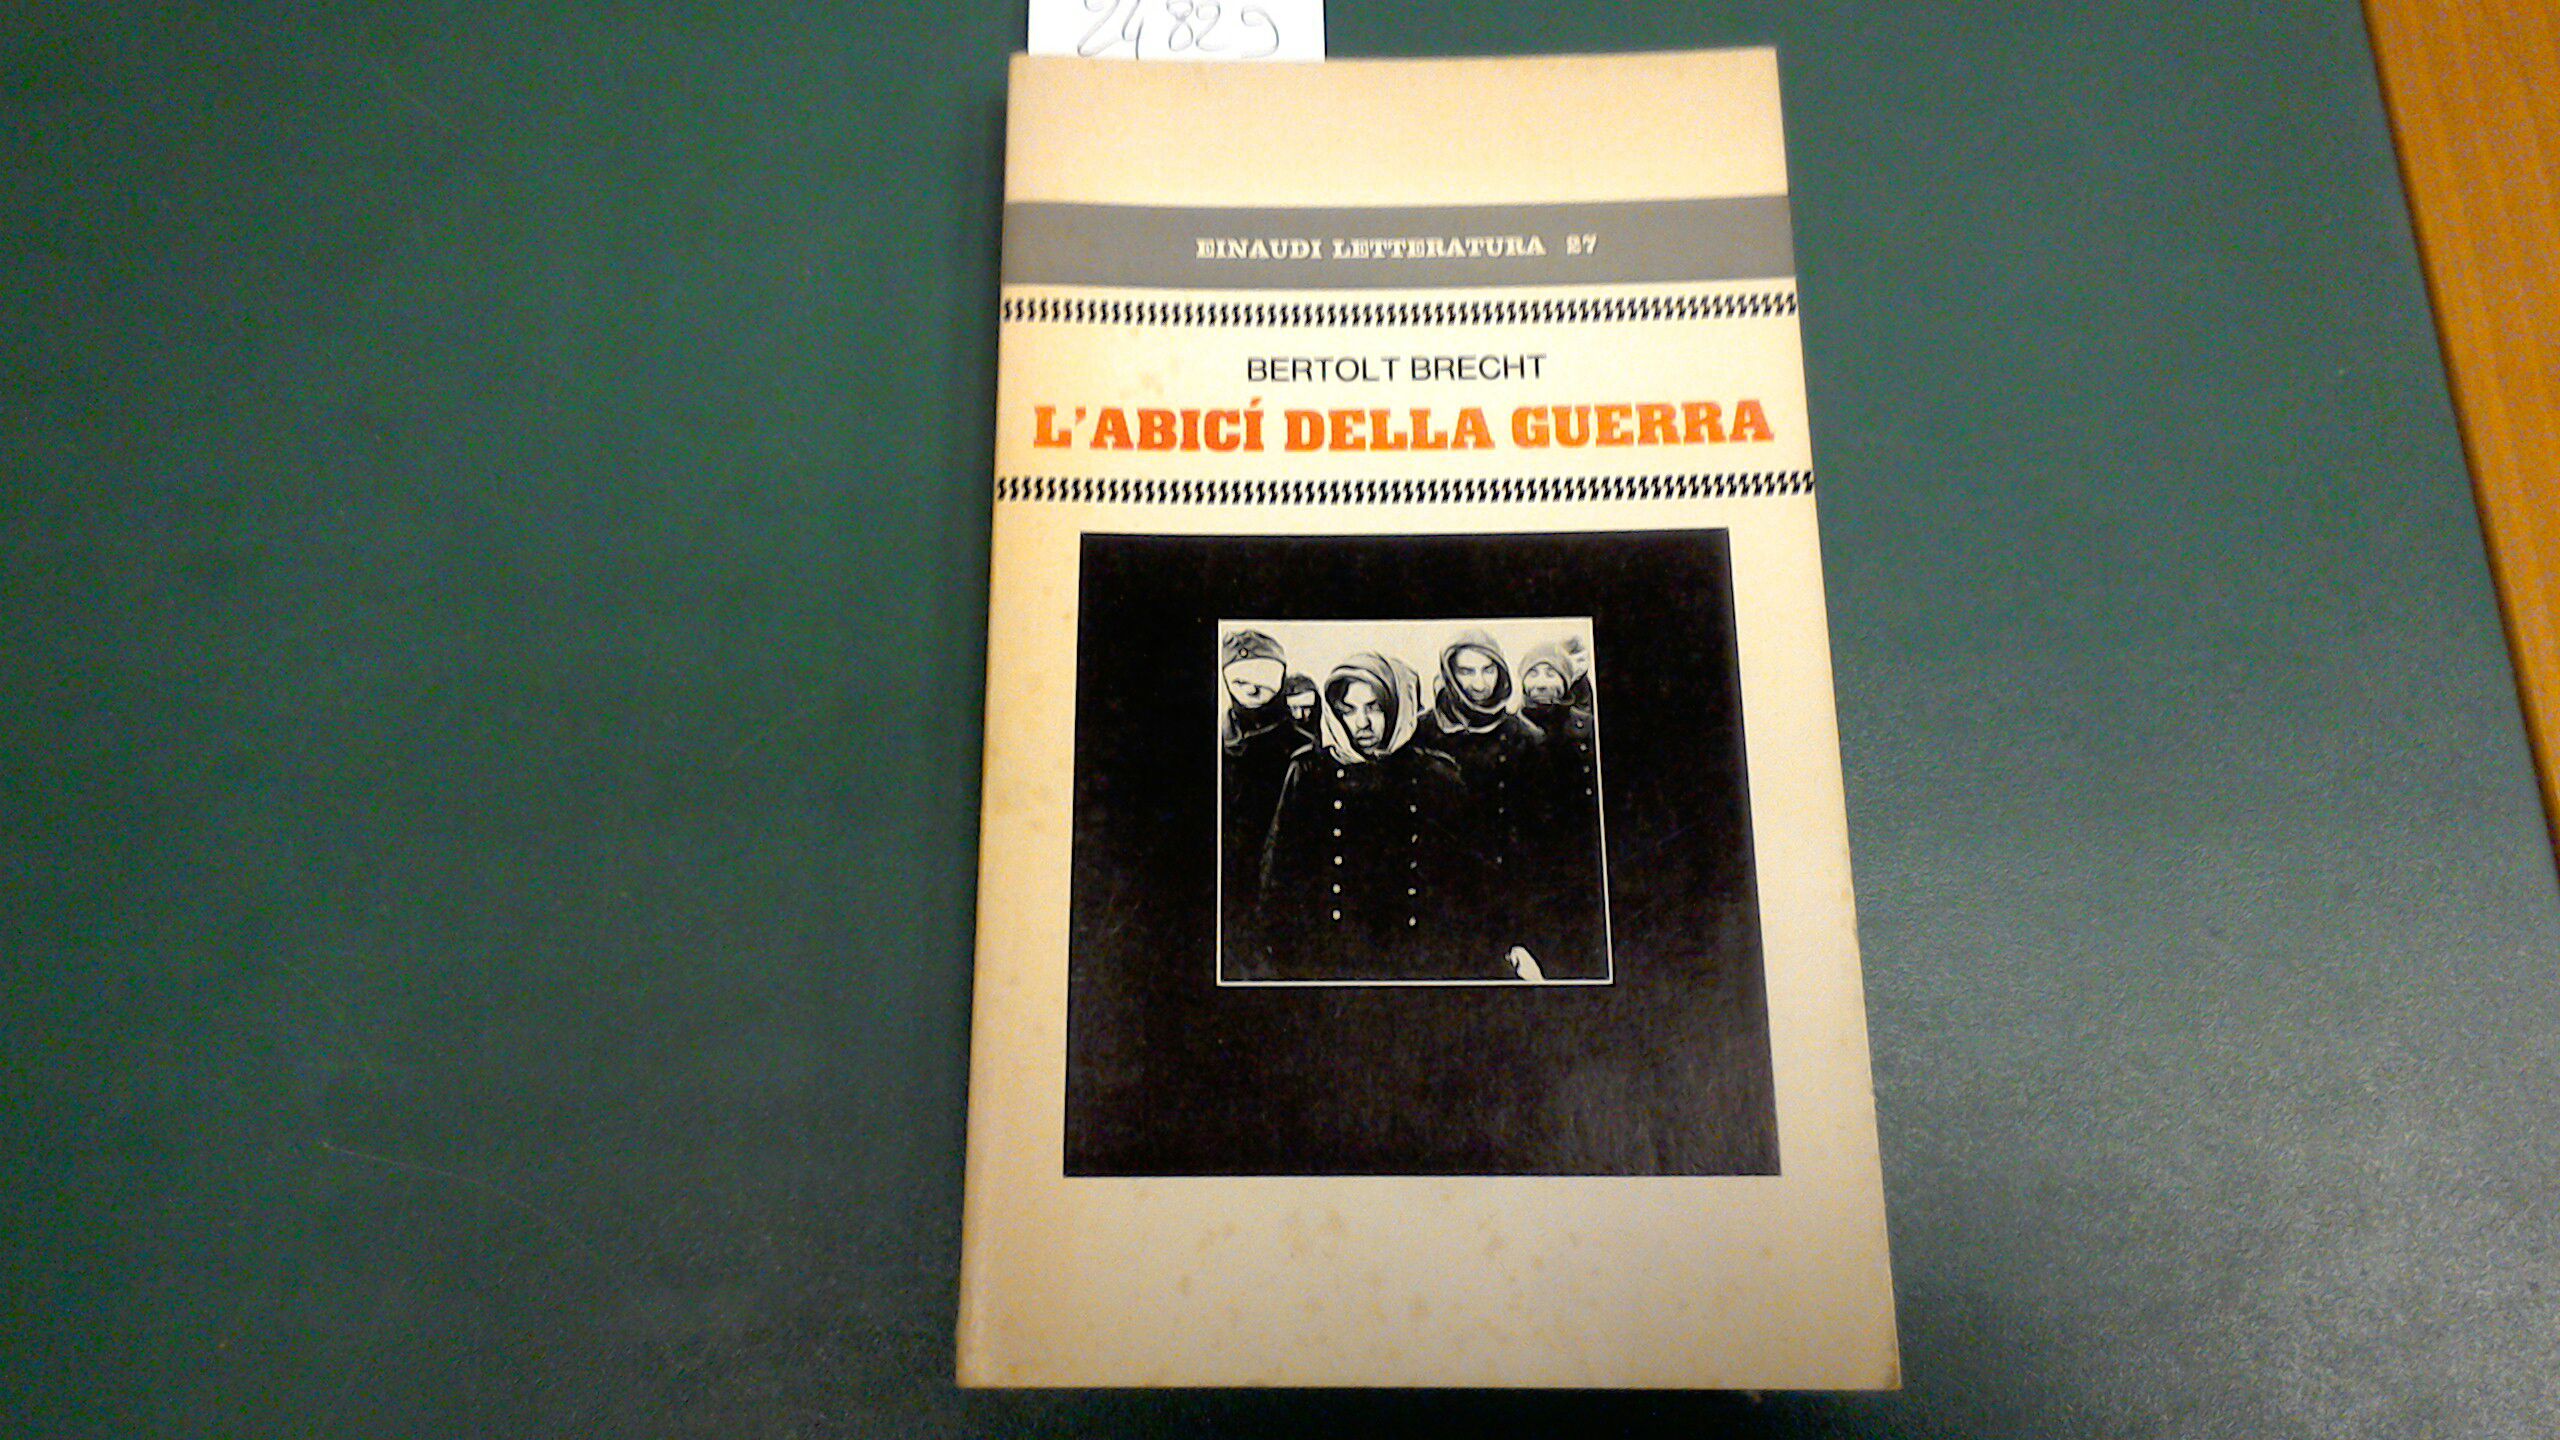 24829
EINAUDI LETTERATURA 27
BERTOLT BRECHT
L'ABICÍ DELLA GUERRA